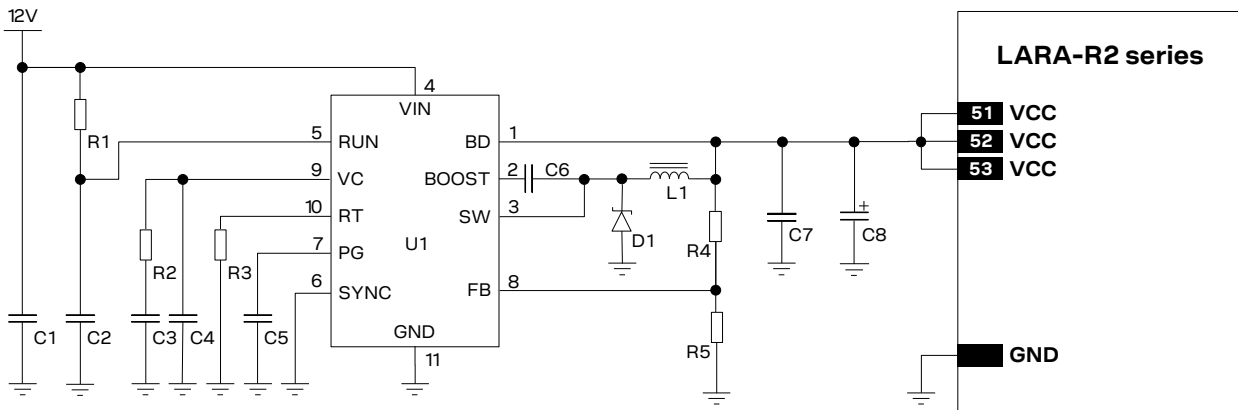 12V
LARA-R2 series
4
VIN
51 VCC
R1
5 RUN
BD 1
52 VCC
9 VC
BOOST 2 C6
53 VCC
L1
10 RT
SW 3
R2
R3
7 PG
U1
D1
R4
C7
C8
6 SYNC
FB 8
C1
C2
C3
C4
C5
GND
11
R5
GND